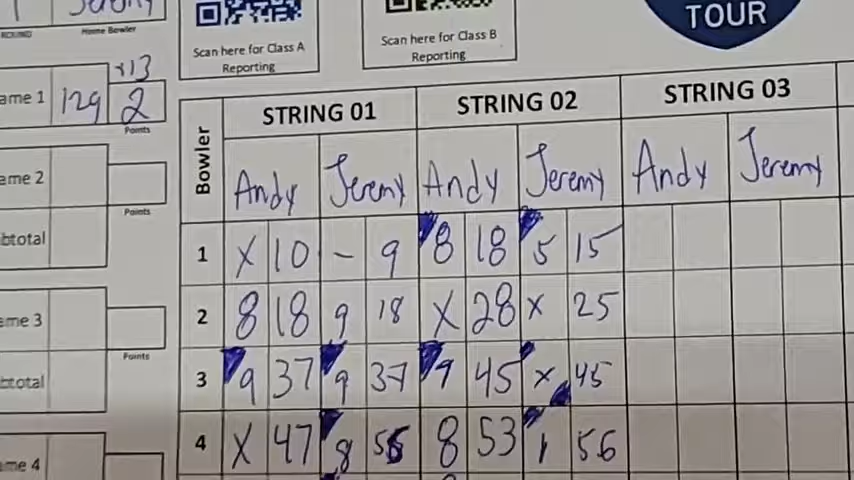 TOUR
Scan here for Class A
Reporting
Scan here for Class B
Reporting
ROUND Home Bowler
Jeremy
x13
ame 1 129 2
Points
STRING 01 STRING 02 STRING 03
Bowler Andy Jeremy Andy Jeremy Andy Jeremy
ame 2
Points
btotal
1 X 10 - 9 8 18 5 15
2 8 18 9 18 X 28 X 25
ame 3
Points
btotal
3 9 37 9 37 9 45 X 45
4 X 47 8 56 8 53 1 56
ame 4